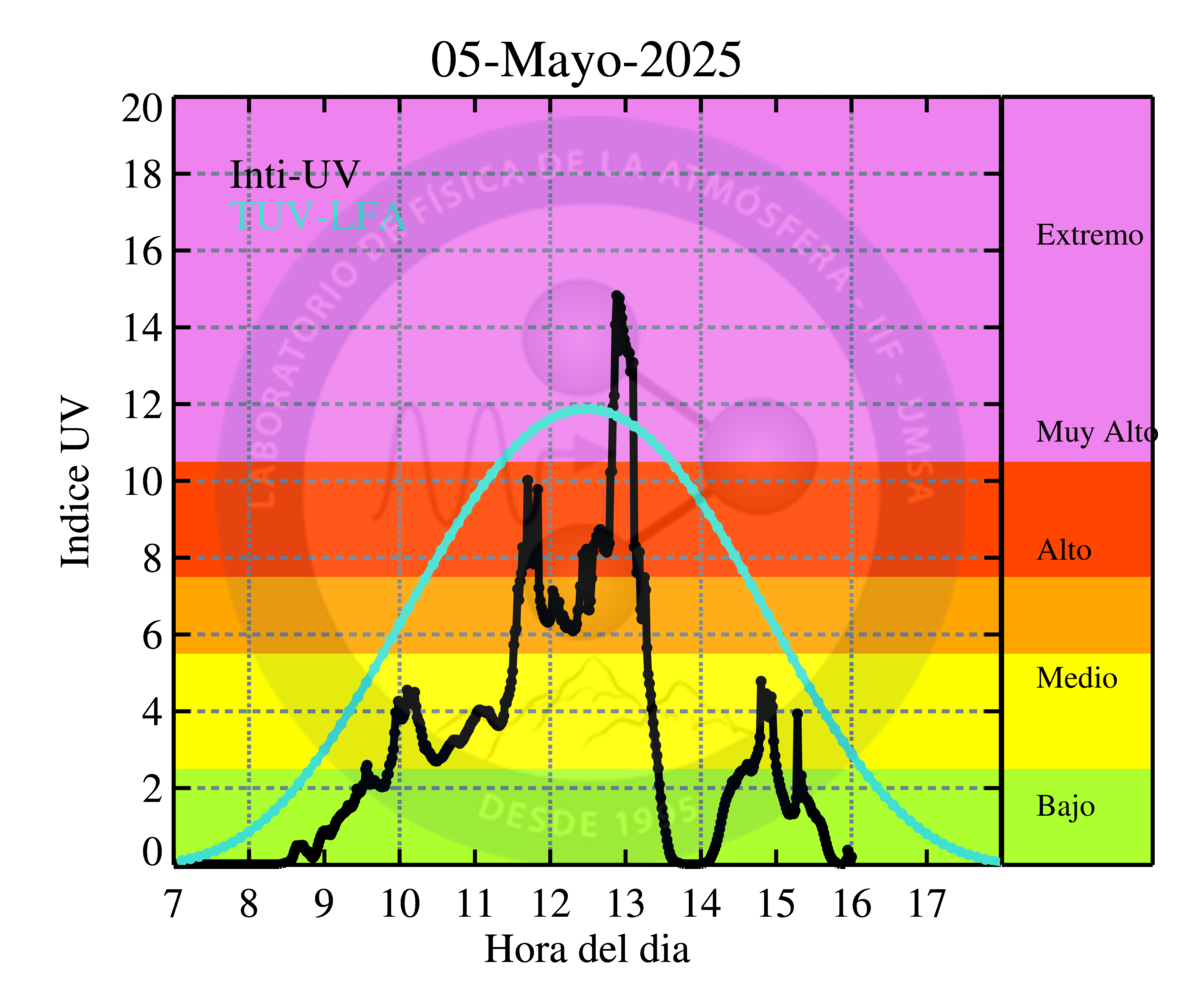 05-Mayo-2025
Indice UV
20
18
16
14
12
10
8
6
4
2
0
Inti-UV
TUV-LFA
LABORATORIO DE FÍSICA DE LA ATMÓSFERA - IIF - UMSA
DESDE 1995
Extremo
Muy Alto
Alto
Medio
Bajo
7 8 9 10 11 12 13 14 15 16 17
Hora del dia